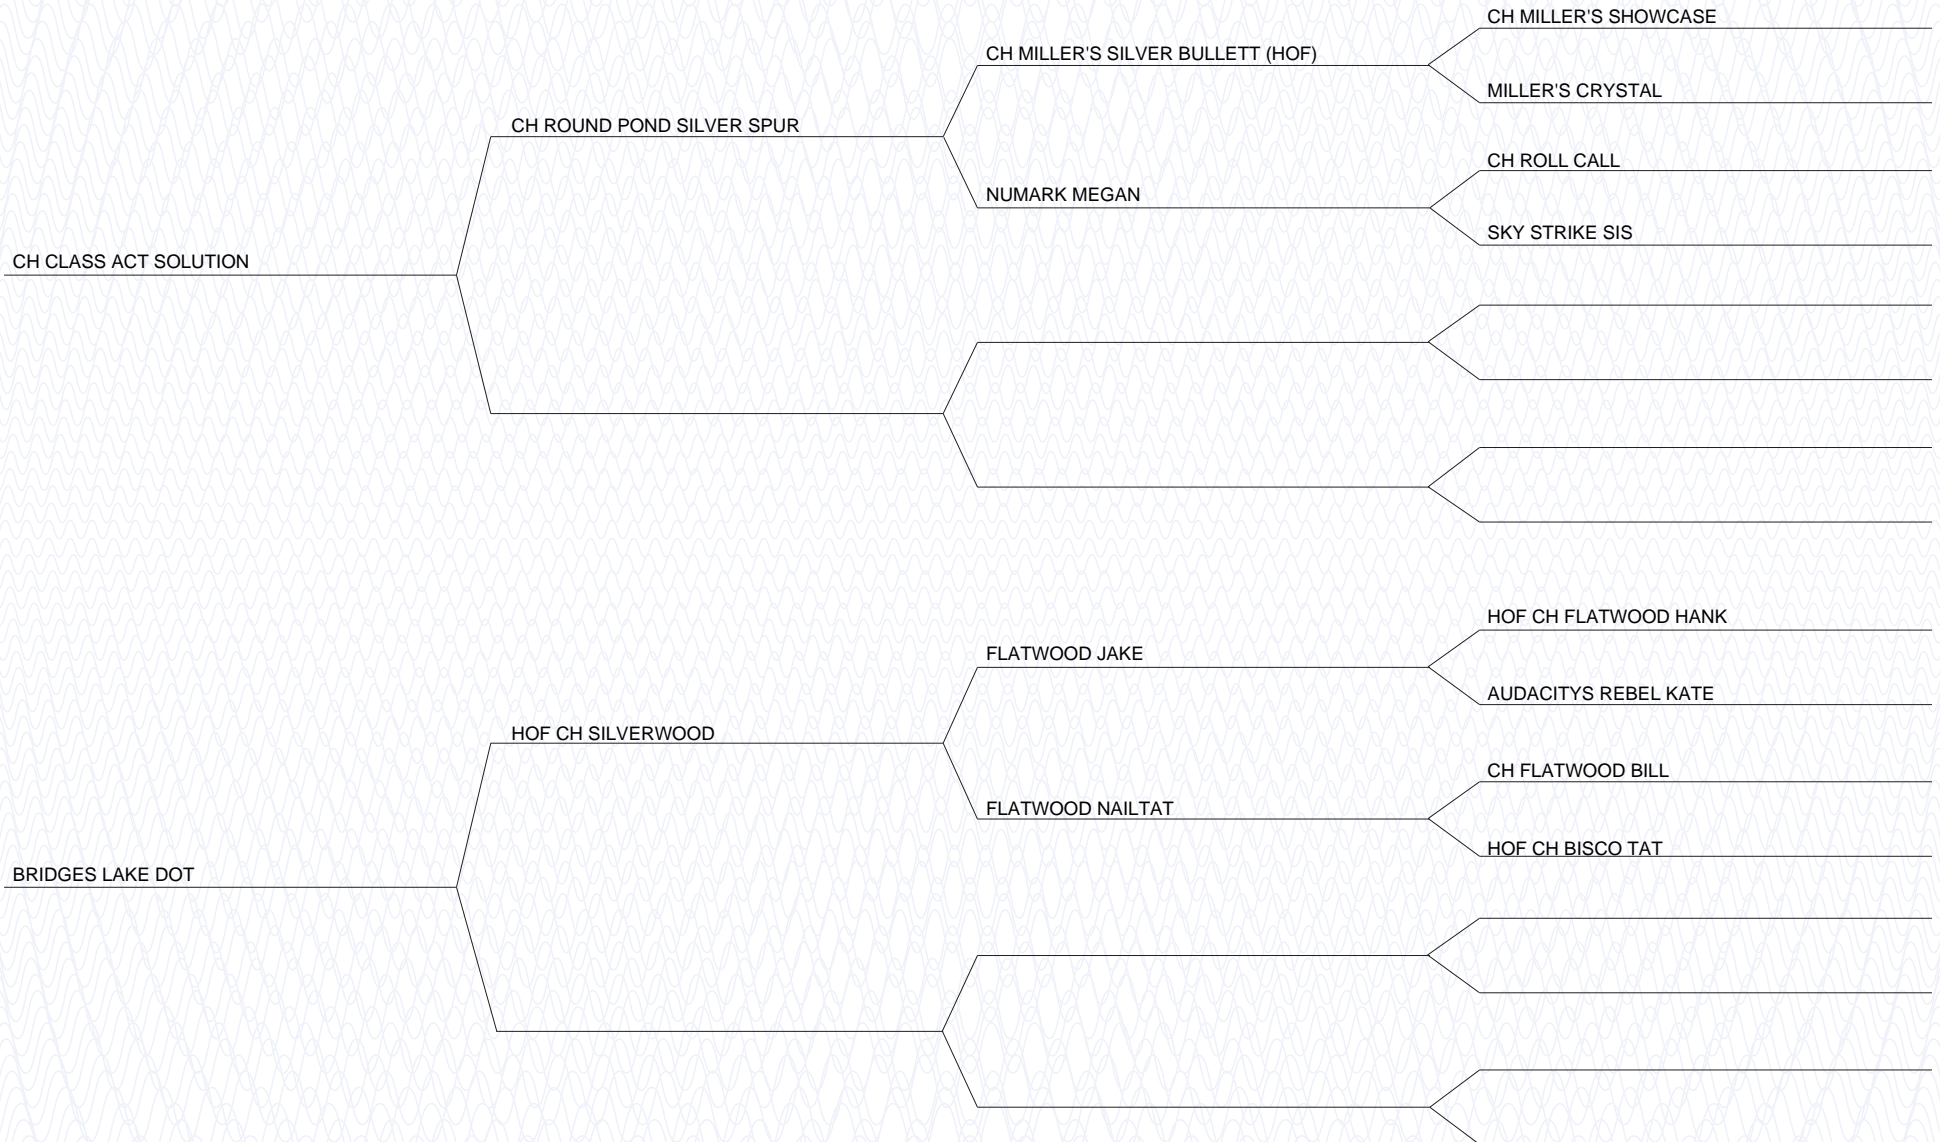 CH MILLER'S SHOWCASE
CH MILLER'S SILVER BULLETT (HOF)
MILLER'S CRYSTAL
CH ROUND POND SILVER SPUR
CH ROLL CALL
NUMARK MEGAN
SKY STRIKE SIS
CH CLASS ACT SOLUTION
HOF CH FLATWOOD HANK
FLATWOOD JAKE
AUDACITYS REBEL KATE
HOF CH SILVERWOOD
CH FLATWOOD BILL
FLATWOOD NAILTAT
HOF CH BISCO TAT
BRIDGES LAKE DOT